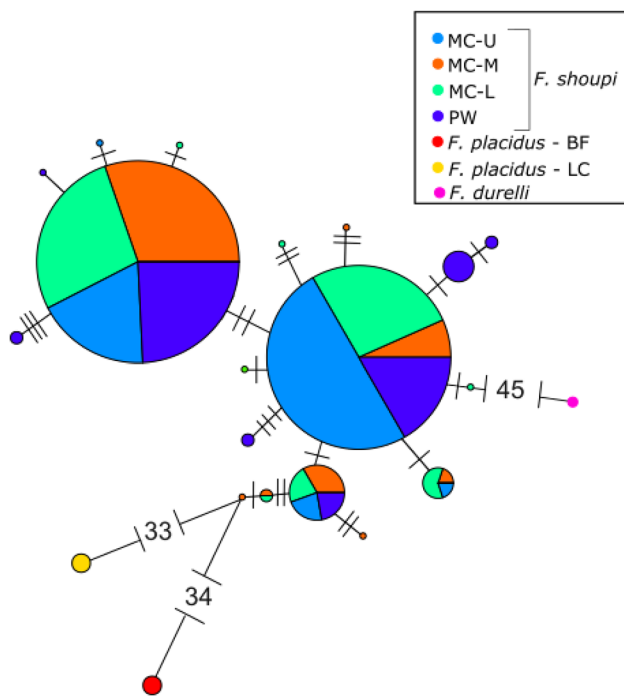 MC-U
MC-M
F. shoupi
MC-L
PW
F. placidus - BF
F. placidus - LC
F. durelli
45
33
34